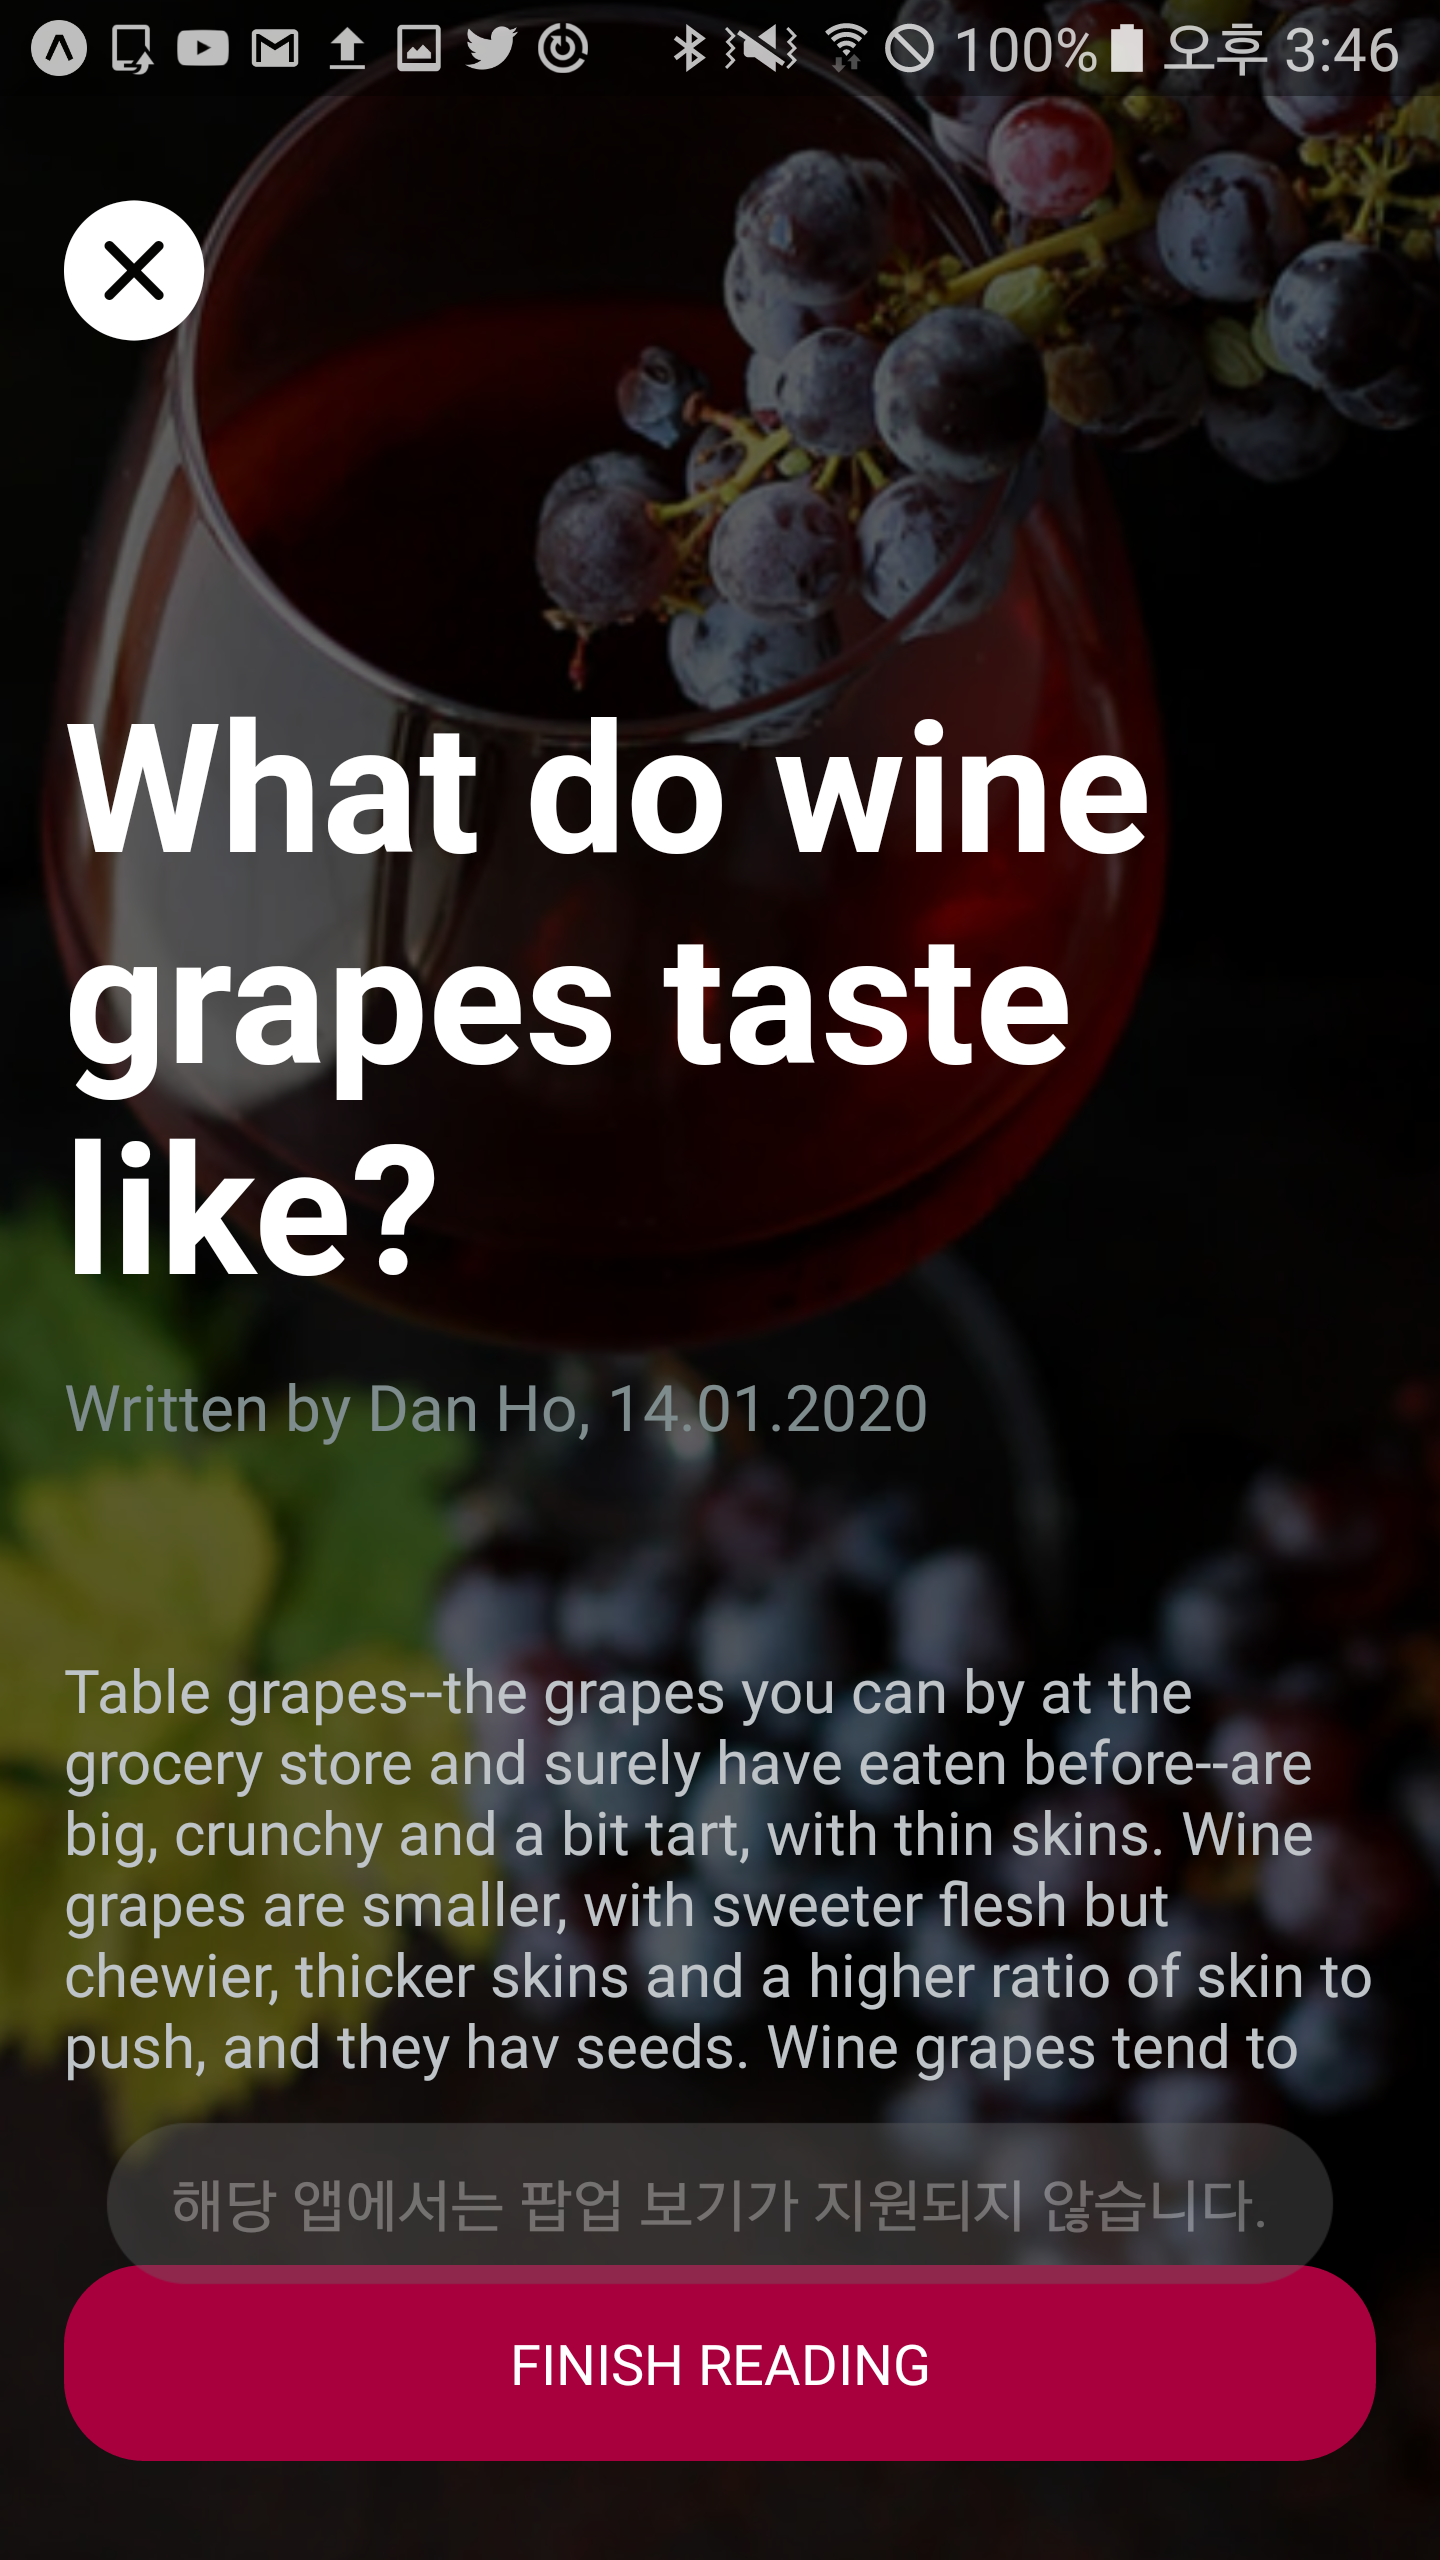 100% 오후 3:46
What do wine
grapes taste
like?
Written by Dan Ho, 14.01.2020
Table grapes--the grapes you can by at the
grocery store and surely have eaten before--are
big, crunchy and a bit tart, with thin skins. Wine
grapes are smaller, with sweeter flesh but
chewier, thicker skins and a higher ratio of skin to
push, and they hav seeds. Wine grapes tend to
해당 앱에서는 팝업 보기가 지원되지 않습니다.
FINISH READING